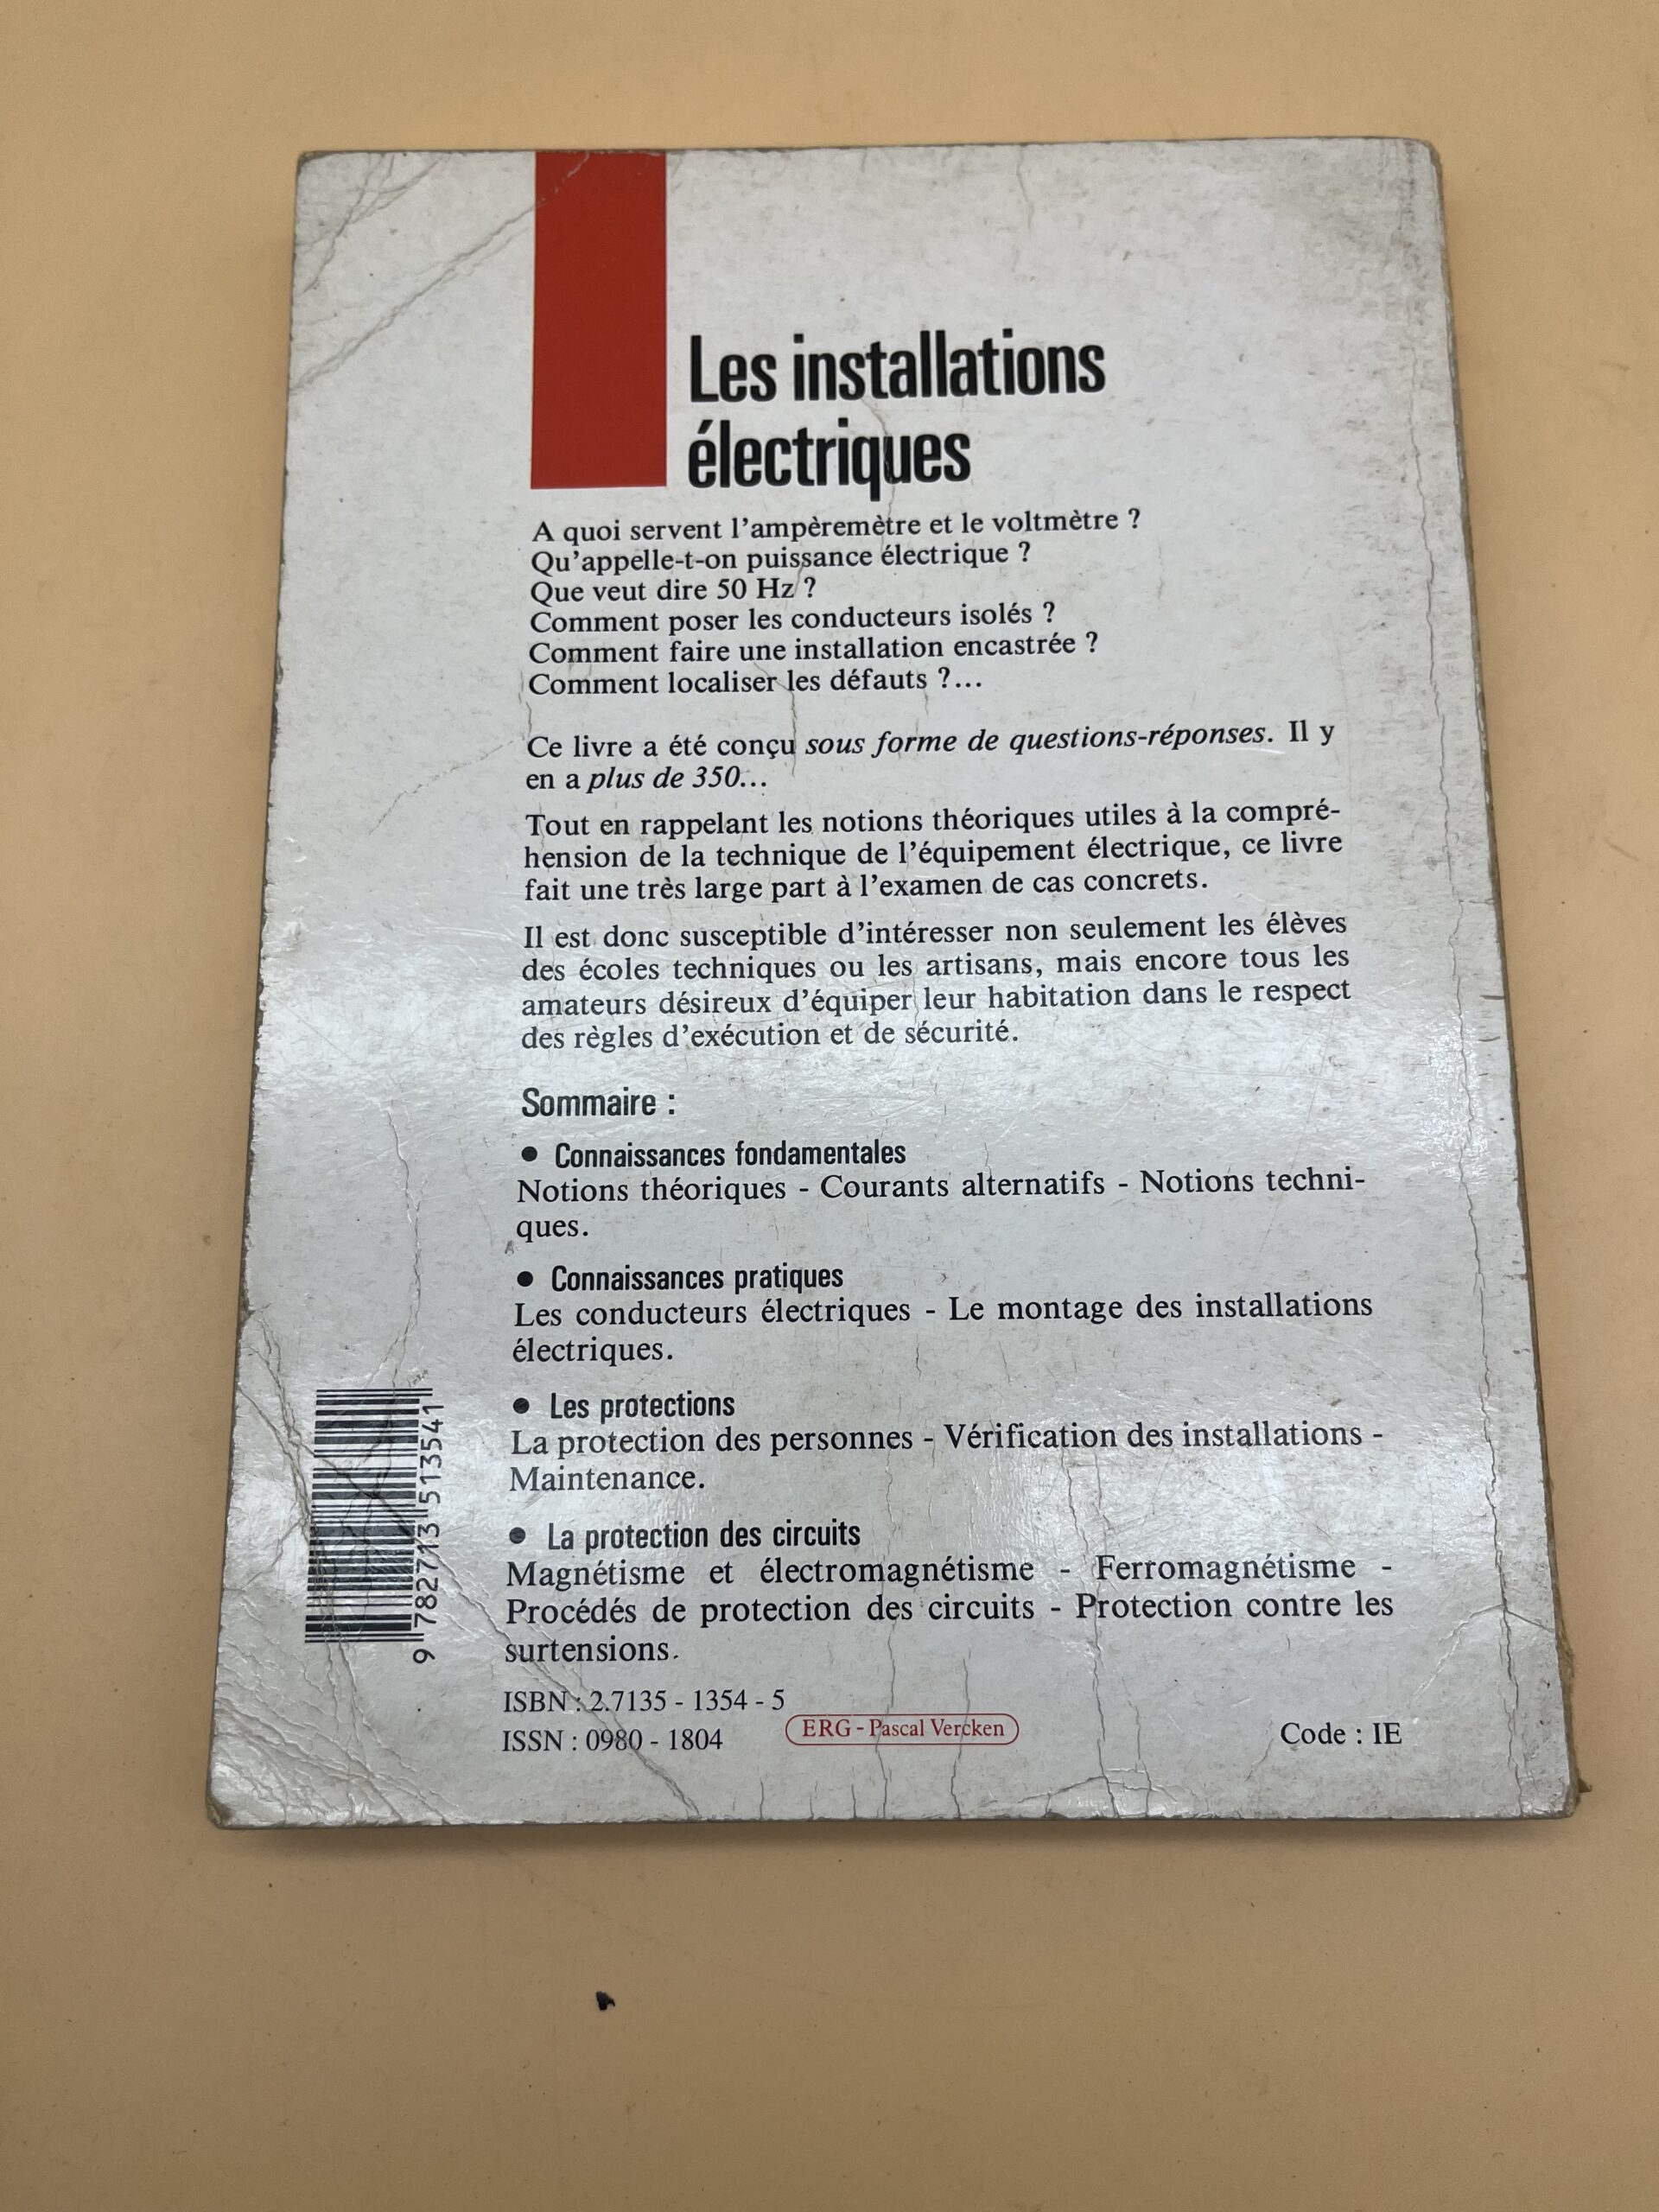 Les installations
électriques
A quoi servent l'ampèremètre et le voltmètre ?
Qu'appelle-t-on puissance électrique ?
Que veut dire 50 Hz ?
Comment poser les conducteurs isolés ?
Comment faire une installation encastrée ?
Comment localiser les défauts ?...
Ce livre a été conçu sous forme de questions-réponses. Il y
en a plus de 350...
Tout en rappelant les notions théoriques utiles à la compré-
hension de la technique de l'équipement électrique, ce livre
fait une très large part à l'examen de cas concrets.
Il est donc susceptible d'intéresser non seulement les élèves
des écoles techniques ou les artisans, mais encore tous les
amateurs désireux d'équiper leur habitation dans le respect
des règles d'exécution et de sécurité.
Sommaire :
● Connaissances fondamentales
Notions théoriques - Courants alternatifs - Notions techni-
ques.
● Connaissances pratiques
Les conducteurs électriques - Le montage des installations
électriques.
● Les protections
La protection des personnes - Vérification des installations -
Maintenance.
● La protection des circuits
Magnétisme et électromagnétisme - Ferromagnétisme -
Procédés de protection des circuits - Protection contre les
surtensions.
ISBN : 2.7135 - 1354 - 5
ISSN : 0980 - 1804
ERG - Pascal Vercken
Code : IE
9 782713 513541